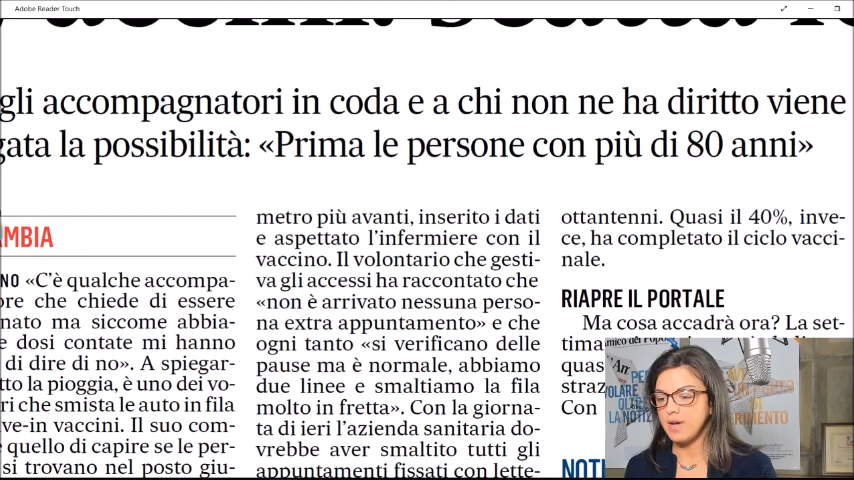 Adobe Reader Touch
gli accompagnatori in coda e a chi non ne ha diritto viene
gata la possibilità: «Prima le persone con più di 80 anni»
AMBIA
NO «C'è qualche accompa-
ore che chiede di essere
nato ma siccome abbia-
e dosi contate mi hanno
di dire di no». A spiegar-
tto la pioggia, è uno dei vo-
ri che smista le auto in fila
ve-in vaccini. Il suo com-
quello di capire se le per-
si trovano nel posto giu-
metro più avanti, inserito i dati
e aspettato l'infermiere con il
vaccino. Il volontario che gesti-
va gli accessi ha raccontato che
«non è arrivato nessuna perso-
na extra appuntamento» e che
ogni tanto «si verificano delle
pause ma è normale, abbiamo
due linee e smaltiamo la fila
molto in fretta». Con la giorna-
ta di ieri l'azienda sanitaria do-
vrebbe aver smaltito tutti gli
appuntamenti fissati con lette-
ottantenni. Quasi il 40%, inve-
ce, ha completato il ciclo vacci-
nale.
RIAPRE IL PORTALE
Ma cosa accadrà ora? La set-
tima
quas
straz
Con
NOTI
VOLARE
OLT
LA NOTIZ